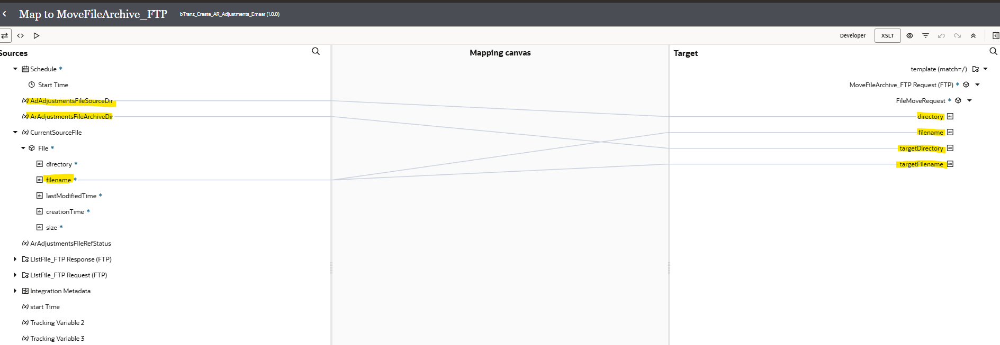 Map to MoveFileArchive_FTP bTranz_Create_AR_Adjustments_Emaar (1.0.0)
Developer XSLT
Sources
Schedule *
Start Time
(x) AdAdjustmentsFileSourceDir
(x) ArAdjustmentsFileArchiveDir
(x) CurrentSourceFile
File *
directory *
filename *
lastModifiedTime *
creationTime *
size *
(x) ArAdjustmentsFileRefStatus
ListFile_FTP Response (FTP)
ListFile_FTP Request (FTP)
Integration Metadata
(x) start Time
(x) Tracking Variable 2
(x) Tracking Variable 3
Mapping canvas
Target
template (match=/)
MoveFileArchive_FTP Request (FTP) *
FileMoveRequest *
directory
filename
targetDirectory
targetFilename